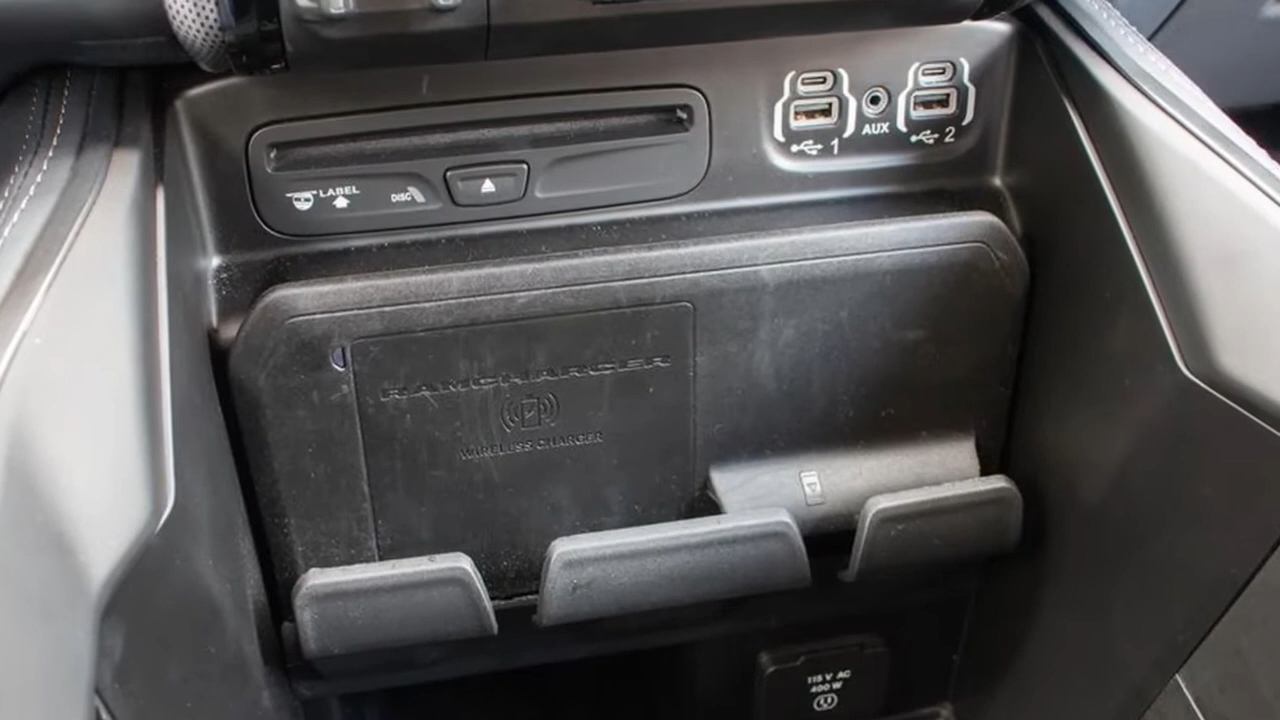 1
AUX
2
LABEL
DISC
RAMCHARGER
WIRELESS CHARGER
115 V AC
400 W